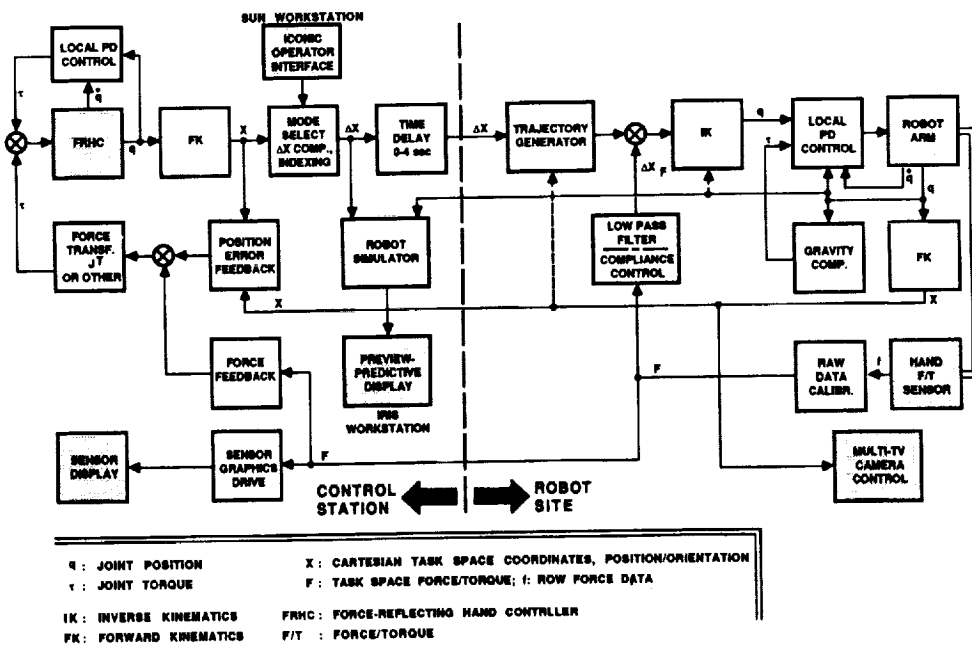 SUN WORKSTATION
ICONIC
OPERATOR
INTERFACE
LOCAL PD
CONTROL
τ
q̇
FRHC
q
FK
X
MODE
SELECT
ΔX COMP.,
INDEXING
ΔX
TIME
DELAY
0-4 sec
ΔX
TRAJECTORY
GENERATOR
ΔX F
IK
q
τ
LOCAL
PD
CONTROL
ROBOT
ARM
q̇
q
τ
FORCE
TRANSF.
J T
OR OTHER
POSITION
ERROR
FEEDBACK
X
ROBOT
SIMULATOR
LOW PASS
FILTER
COMPLIANCE
CONTROL
GRAVITY
COMP.
FK
X
FORCE
FEEDBACK
PREVIEW-
PREDICTIVE
DISPLAY
IRIS
WORKSTATION
F
RAW
DATA
CALIBR.
f
HAND
F/T
SENSOR
SENSOR
DISPLAY
SENSOR
GRAPHICS
DRIVE
F
MULTI-TV
CAMERA
CONTROL
CONTROL
STATION
ROBOT
SITE
q : JOINT POSITION
τ : JOINT TORQUE
X : CARTESIAN TASK SPACE COORDINATES, POSITION/ORIENTATION
F : TASK SPACE FORCE/TORQUE; f: ROW FORCE DATA
IK : INVERSE KINEMATICS
FK : FORWARD KINEMATICS
FRHC : FORCE-REFLECTING HAND CONTRLLER
F/T : FORCE/TORQUE